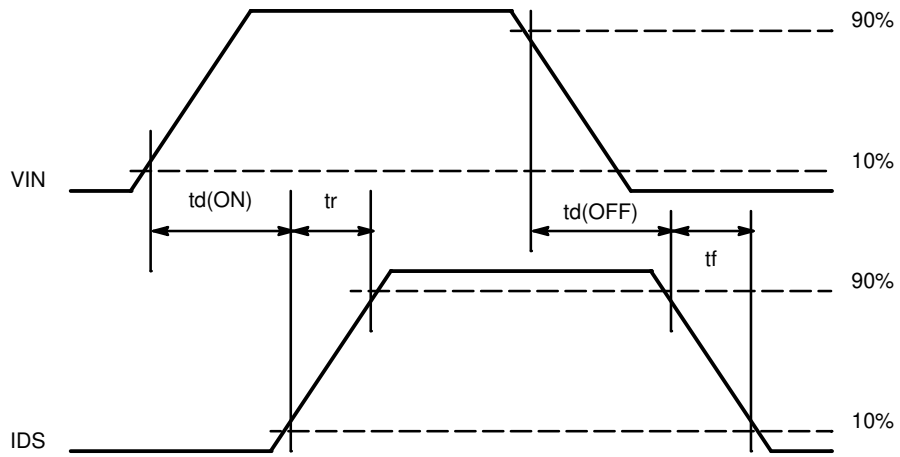 90%
10%
VIN
td(ON)
tr
td(OFF)
tf
90%
10%
IDS